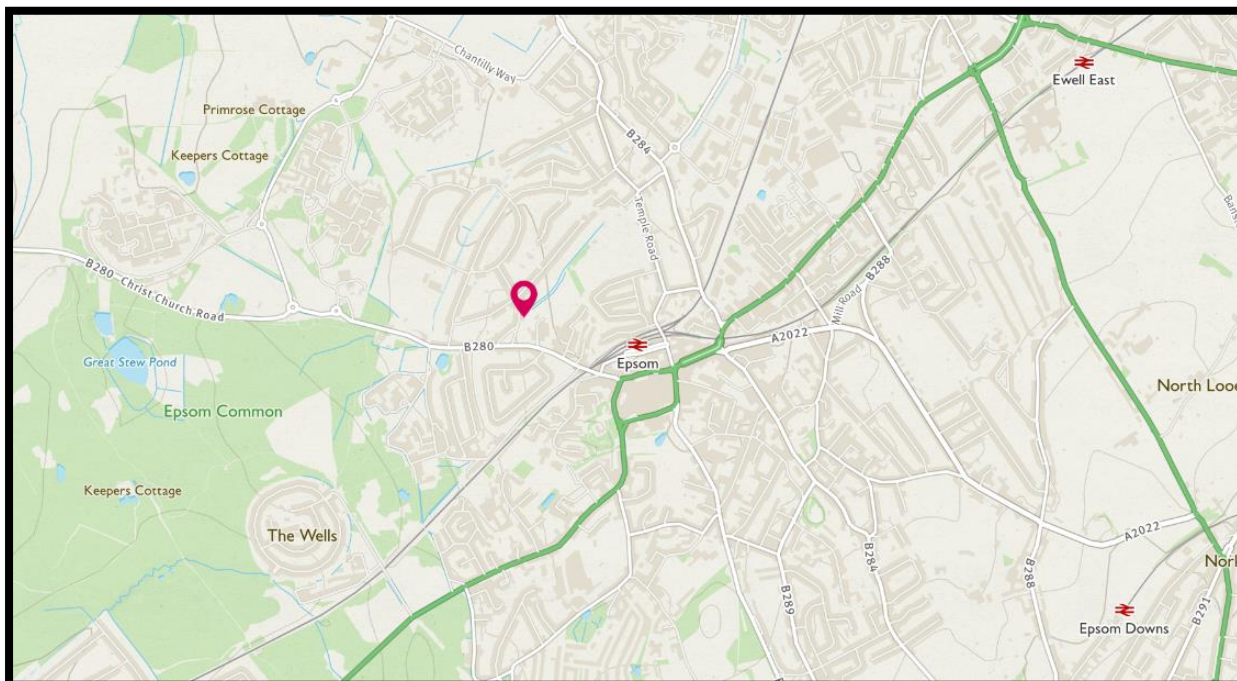 Ewell East
Chantilly Way
Primrose Cottage
B284
Keepers Cottage
Temple Road
B280 Christ Church Road
Mill Road
B288
A2022
B280
Epsom
Great Stew Pond
North Looe
Epsom Common
Keepers Cottage
The Wells
A2022
B284
B288
B289
B291
Epsom Downs